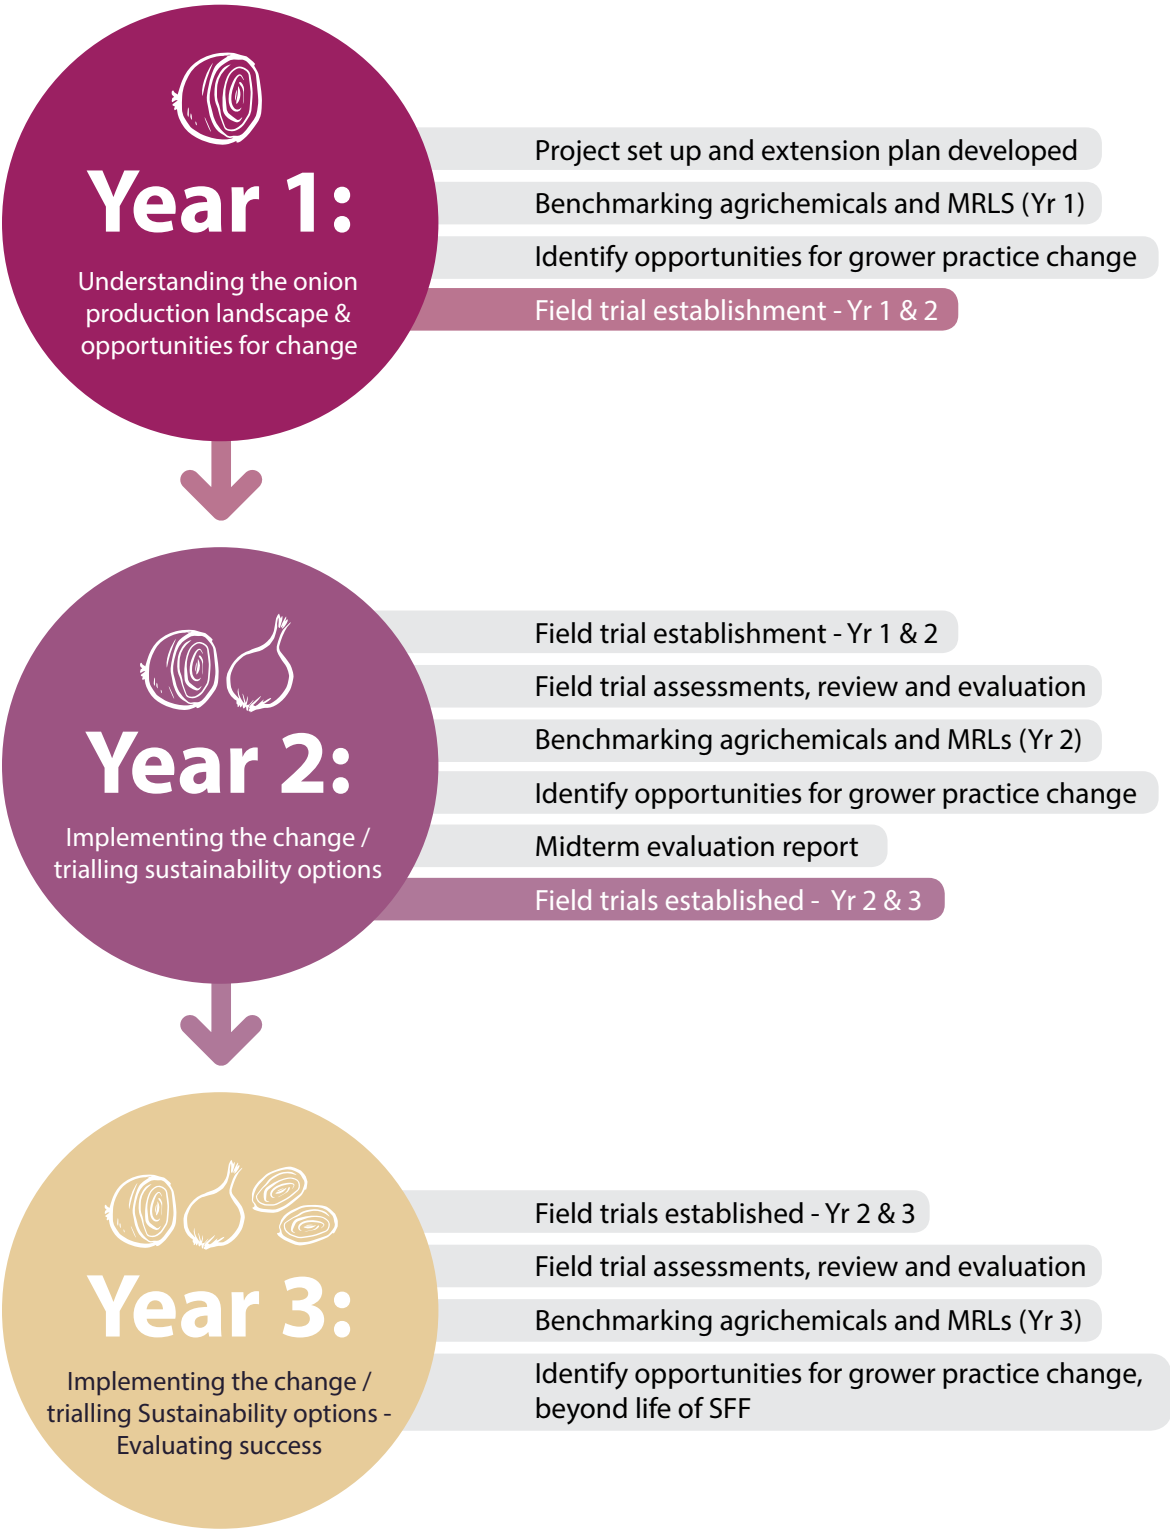 Year 1:
Understanding the onion
production landscape &
opportunities for change
Project set up and extension plan developed
Benchmarking agrichemicals and MRLS (Yr 1)
Identify opportunities for grower practice change
Field trial establishment - Yr 1 & 2
Year 2:
Implementing the change /
trialling sustainability options
Field trial establishment - Yr 1 & 2
Field trial assessments, review and evaluation
Benchmarking agrichemicals and MRLs (Yr 2)
Identify opportunities for grower practice change
Midterm evaluation report
Field trials established - Yr 2 & 3
Year 3:
Implementing the change /
trialling Sustainability options -
Evaluating success
Field trials established - Yr 2 & 3
Field trial assessments, review and evaluation
Benchmarking agrichemicals and MRLs (Yr 3)
Identify opportunities for grower practice change,
beyond life of SFF